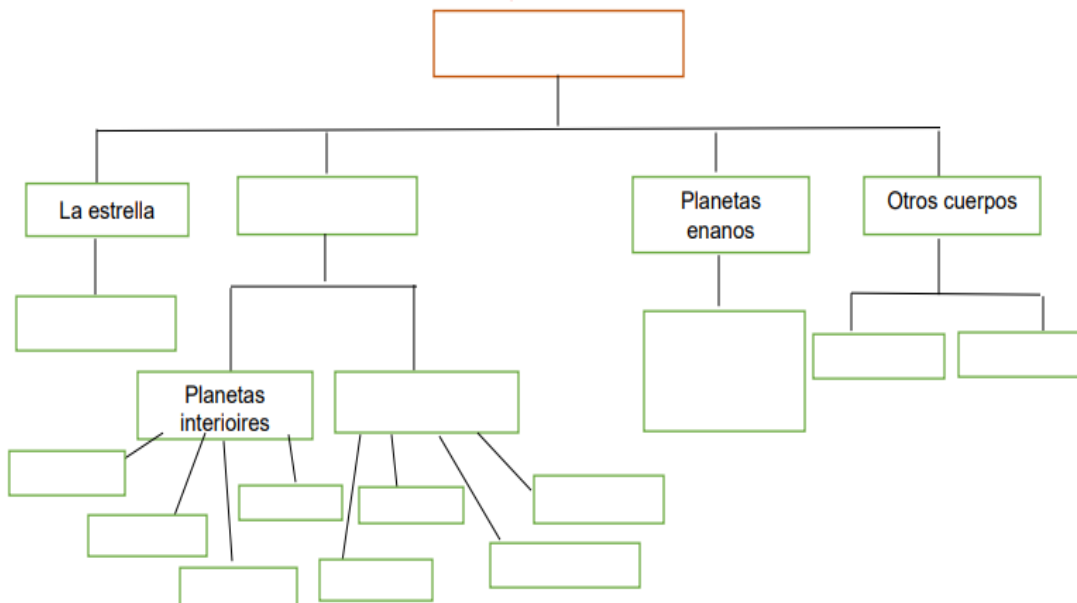 La estrella
Planetas
enanos
Otros cuerpos
Planetas
interioires